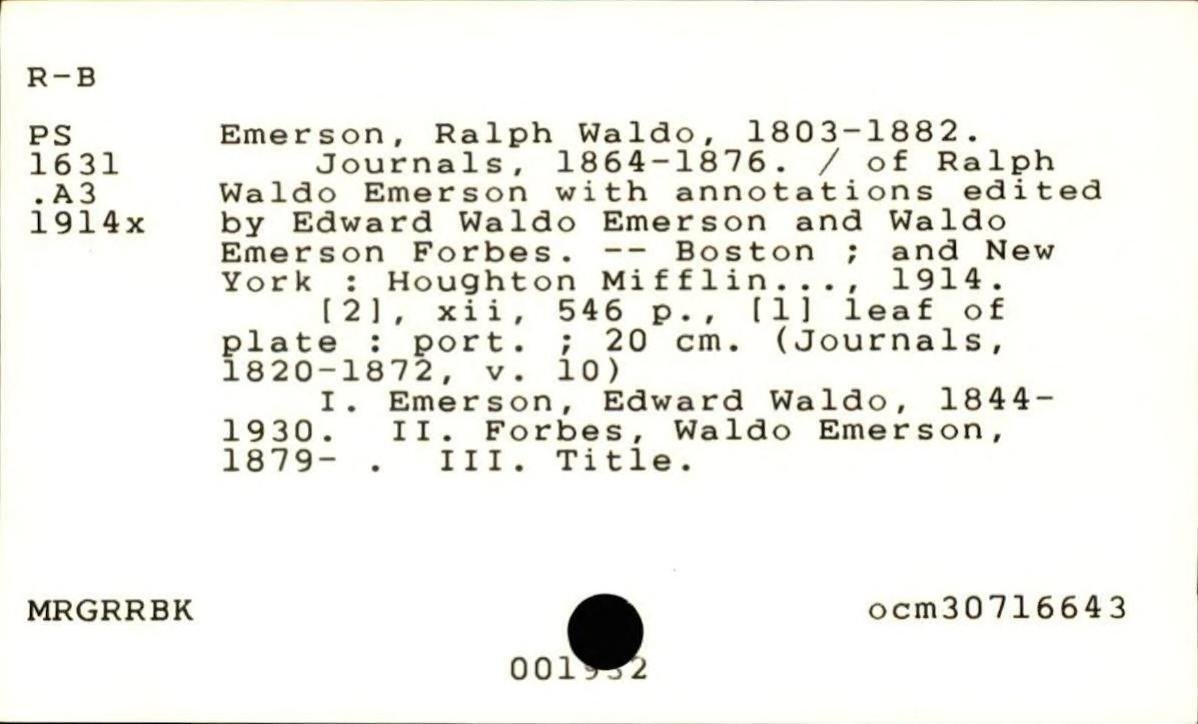 R-B
PS Emerson, Ralph Waldo, 1803-1882.
1631 Journals, 1864-1876. / of Ralph
.A3 Waldo Emerson with annotations edited
1914x by Edward Waldo Emerson and Waldo
Emerson Forbes. -- Boston ; and New
York : Houghton Mifflin..., 1914.
[2], xii, 546 p., [1] leaf of
plate : port. ; 20 cm. (Journals,
1820-1872, v. 10)
I. Emerson, Edward Waldo, 1844-
1930. II. Forbes, Waldo Emerson,
1879- . III. Title.
MRGRRBK ocm30716643